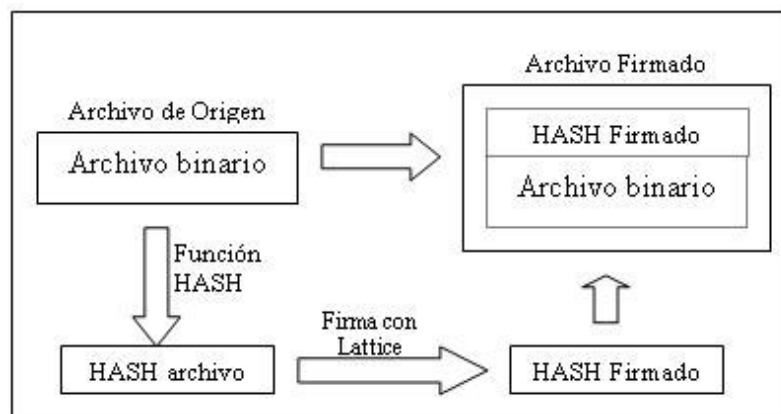 Archivo Firmado
Archivo de Origen
HASH Firmado
Archivo binario
Archivo binario
Función
HASH
Firma con
Lattice
HASH archivo
HASH Firmado